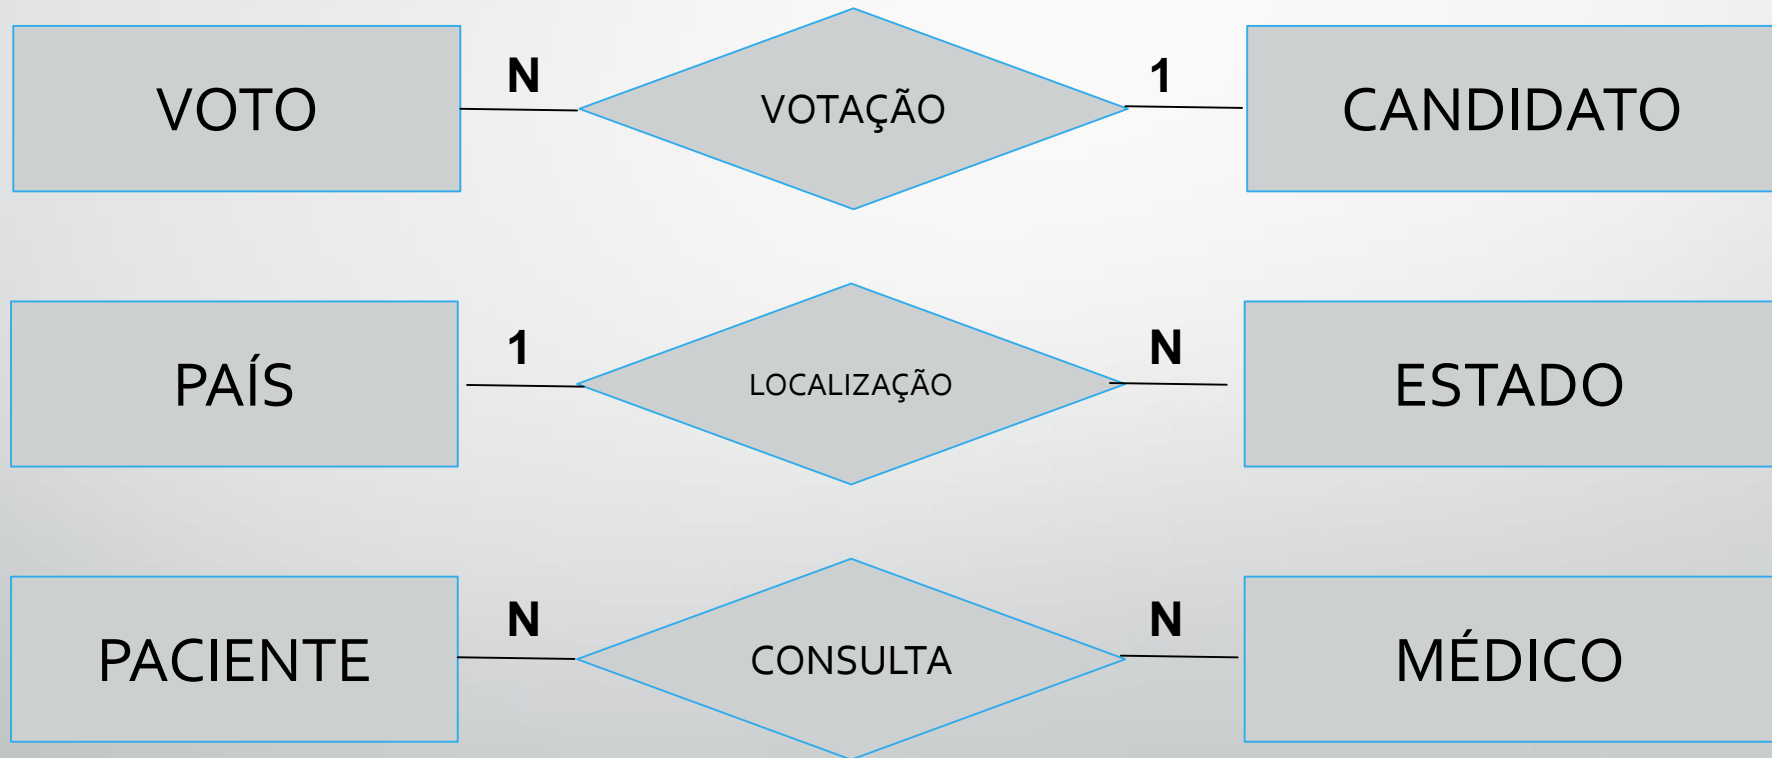 VOTO N VOTAÇÃO 1 CANDIDATO
PAÍS 1 LOCALIZAÇÃO N ESTADO
PACIENTE N CONSULTA N MÉDICO